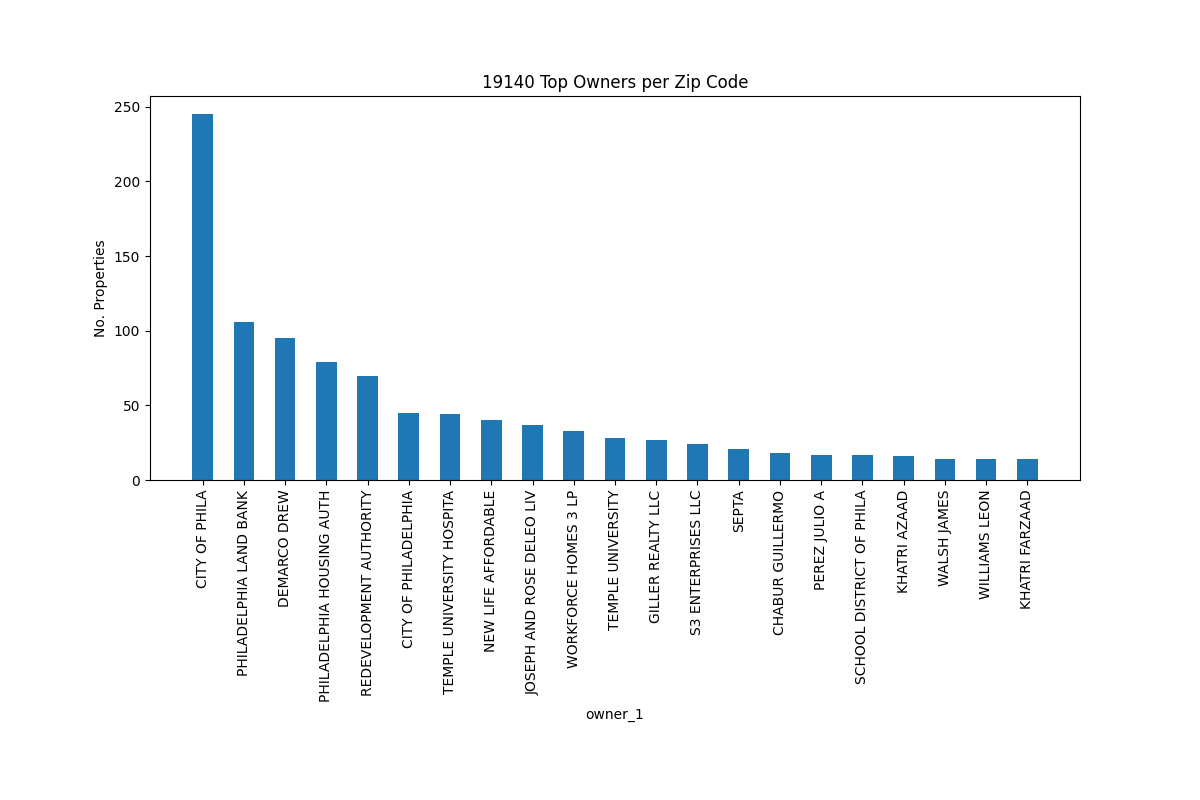 19140 Top Owners per Zip Code
No. Properties
250
200
150
100
50
0
CITY OF PHILA
PHILADELPHIA LAND BANK
DEMARCO DREW
PHILADELPHIA HOUSING AUTH
REDEVELOPMENT AUTHORITY
CITY OF PHILADELPHIA
TEMPLE UNIVERSITY HOSPITA
NEW LIFE AFFORDABLE
JOSEPH AND ROSE DELEO LIV
WORKFORCE HOMES 3 LP
TEMPLE UNIVERSITY
GILLER REALTY LLC
S3 ENTERPRISES LLC
SEPTA
CHABUR GUILLERMO
PEREZ JULIO A
SCHOOL DISTRICT OF PHILA
KHATRI AZAAD
WALSH JAMES
WILLIAMS LEON
KHATRI FARZAAD
owner_1